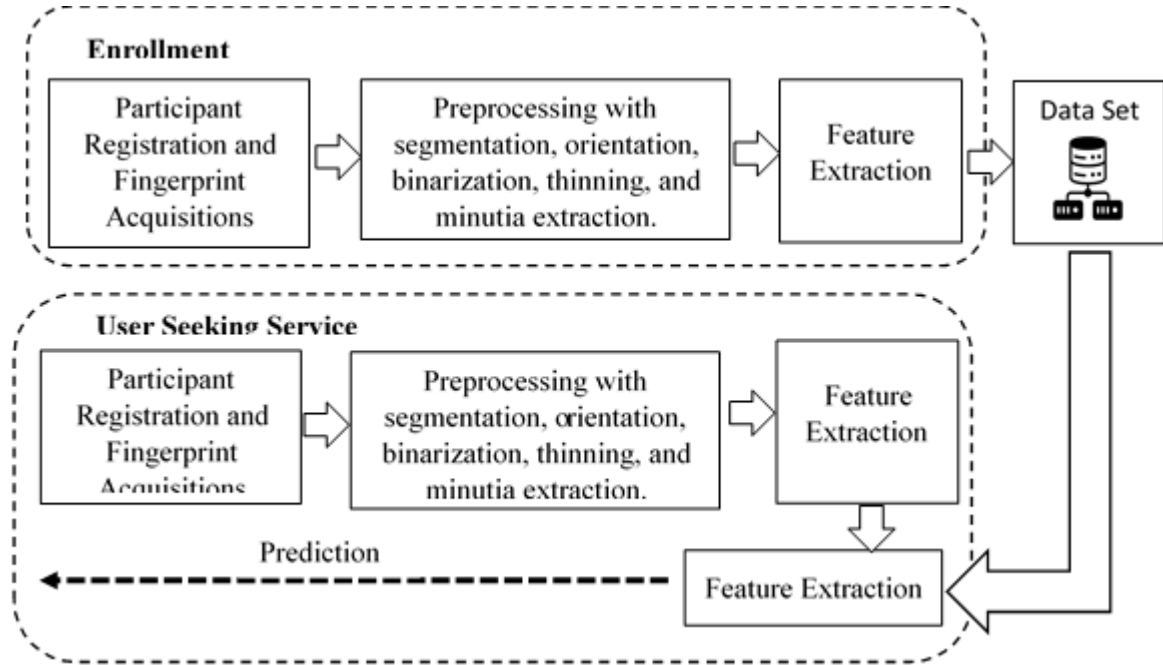 Enrollment
Participant
Registration and
Fingerprint
Acquisitions
Preprocessing with
segmentation, orientation,
binarization, thinning, and
minutia extraction.
Feature
Extraction
Data Set
User Seeking Service
Participant
Registration and
Fingerprint
Acquisitions
Preprocessing with
segmentation, orientation,
binarization, thinning, and
minutia extraction.
Feature
Extraction
Prediction
Feature Extraction